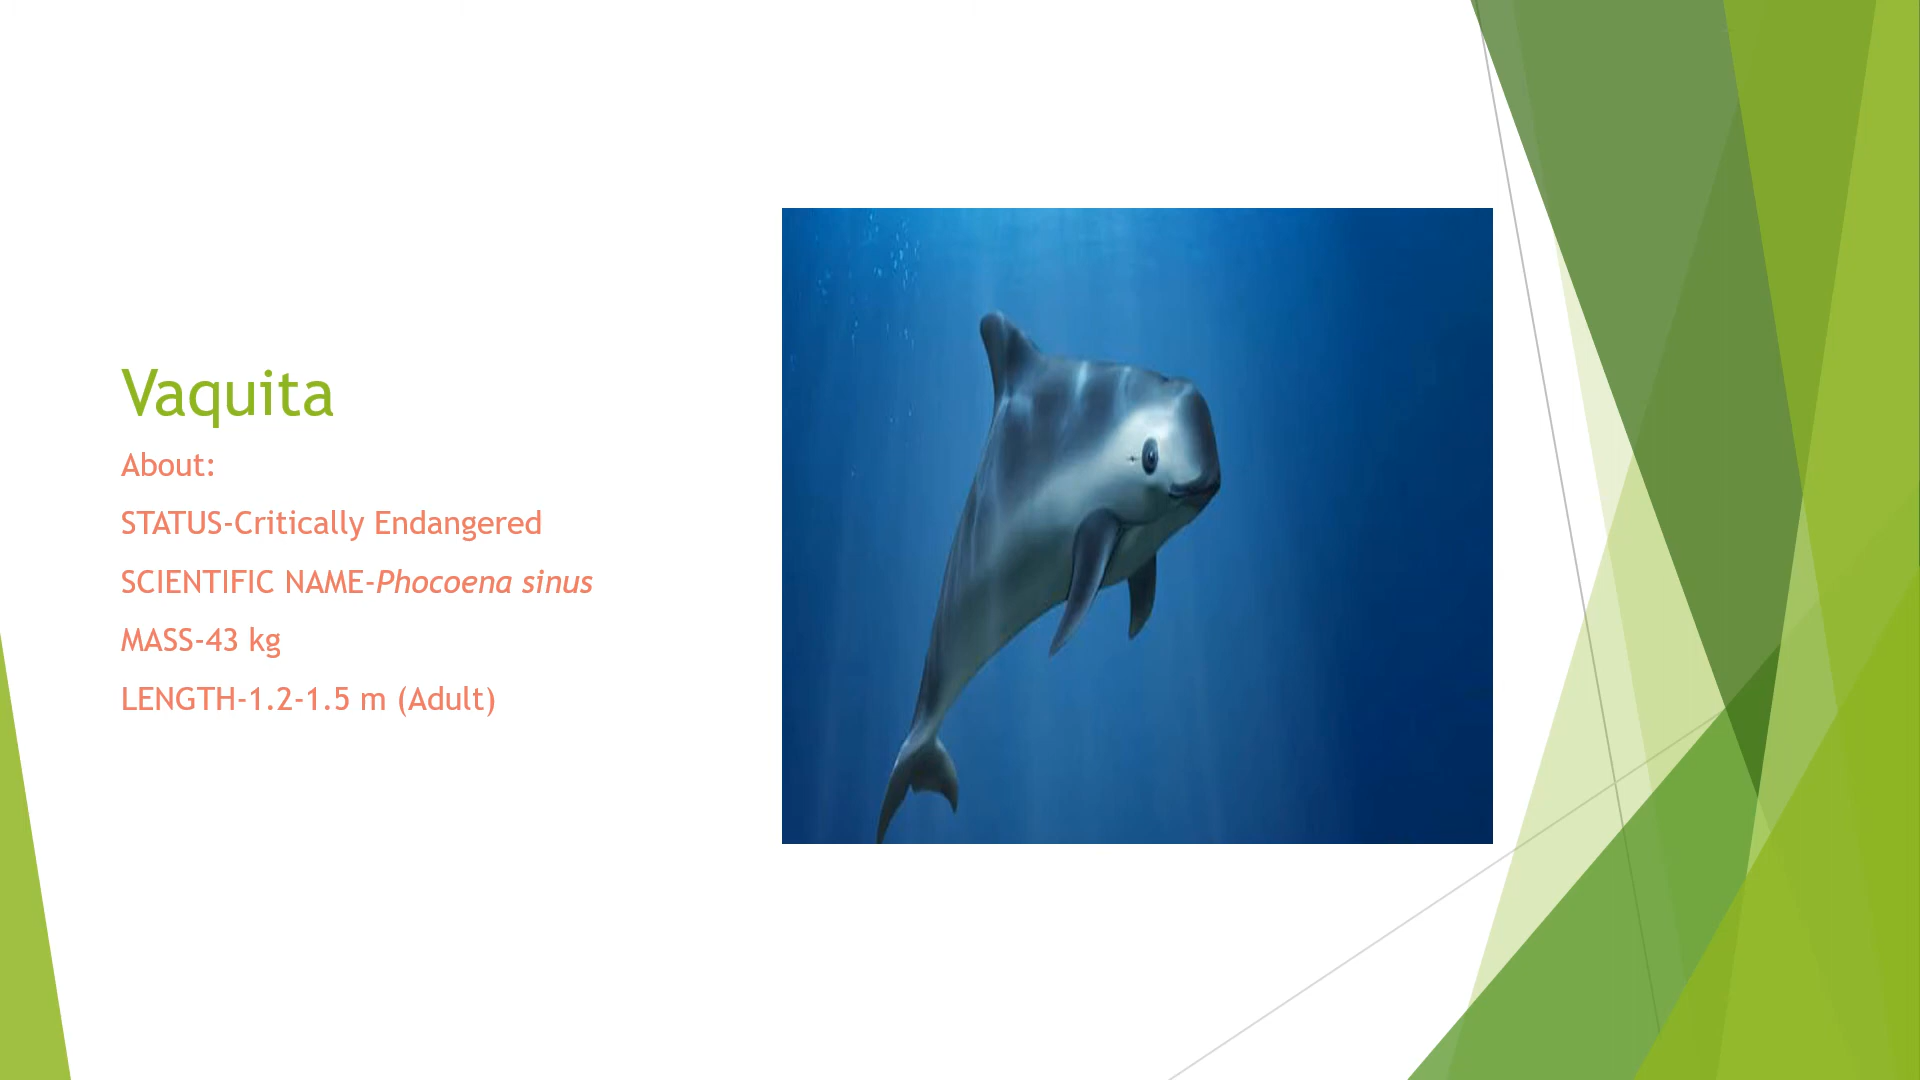 Vaquita
About:
STATUS-Critically Endangered
SCIENTIFIC NAME-Phocoena sinus
MASS-43 kg
LENGTH-1.2-1.5 m (Adult)